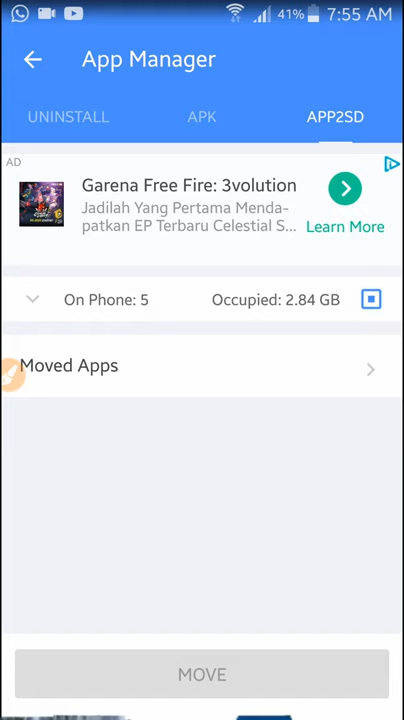 41% 7:55 AM
App Manager
UNINSTALL APK APP2SD
AD
Garena Free Fire: 3volution
Jadilah Yang Pertama Menda-
patkan EP Terbaru Celestial S...
Learn More
On Phone: 5 Occupied: 2.84 GB
Moved Apps
MOVE